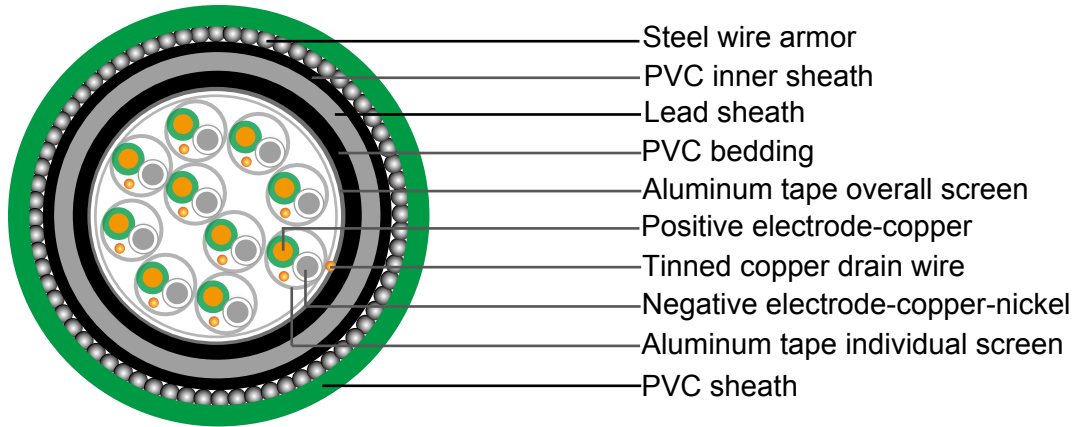 Steel wire armor
PVC inner sheath
Lead sheath
PVC bedding
Aluminum tape overall screen
Positive electrode-copper
Tinned copper drain wire
Negative electrode-copper-nickel
Aluminum tape individual screen
PVC sheath